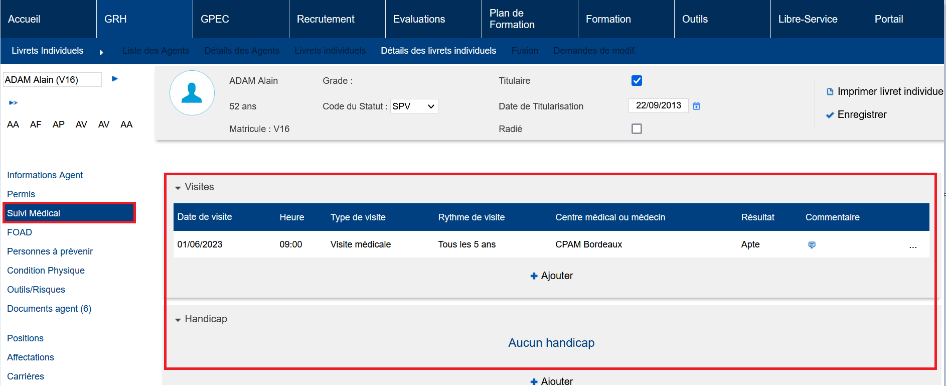 Accueil GRH GPEC Recrutement Evaluations Plan de Formation Formation Outils Libre-Service Portail
Livrets Individuels Liste des Agents Détails des Agents Livrets individuels Détails des livrets individuels Fusion Demandes de modif.
ADAM Alain (V16)
AA AF AP AV AV AA
ADAM Alain Grade : Titulaire
52 ans Code du Statut : SPV Date de Titularisation 22/09/2013
Matricule : V16 Radié
Imprimer livret individue
Enregistrer
Informations Agent
Permis
Suivi Médical
FOAD
Personnes à prévenir
Condition Physique
Outils/Risques
Documents agent (6)
Positions
Affectations
Carrières
Visites
Date de visite Heure Type de visite Rythme de visite Centre médical ou médecin Résultat Commentaire
01/06/2023 09:00 Visite médicale Tous les 5 ans CPAM Bordeaux Apte ...
Ajouter
Handicap
Aucun handicap
Ajouter